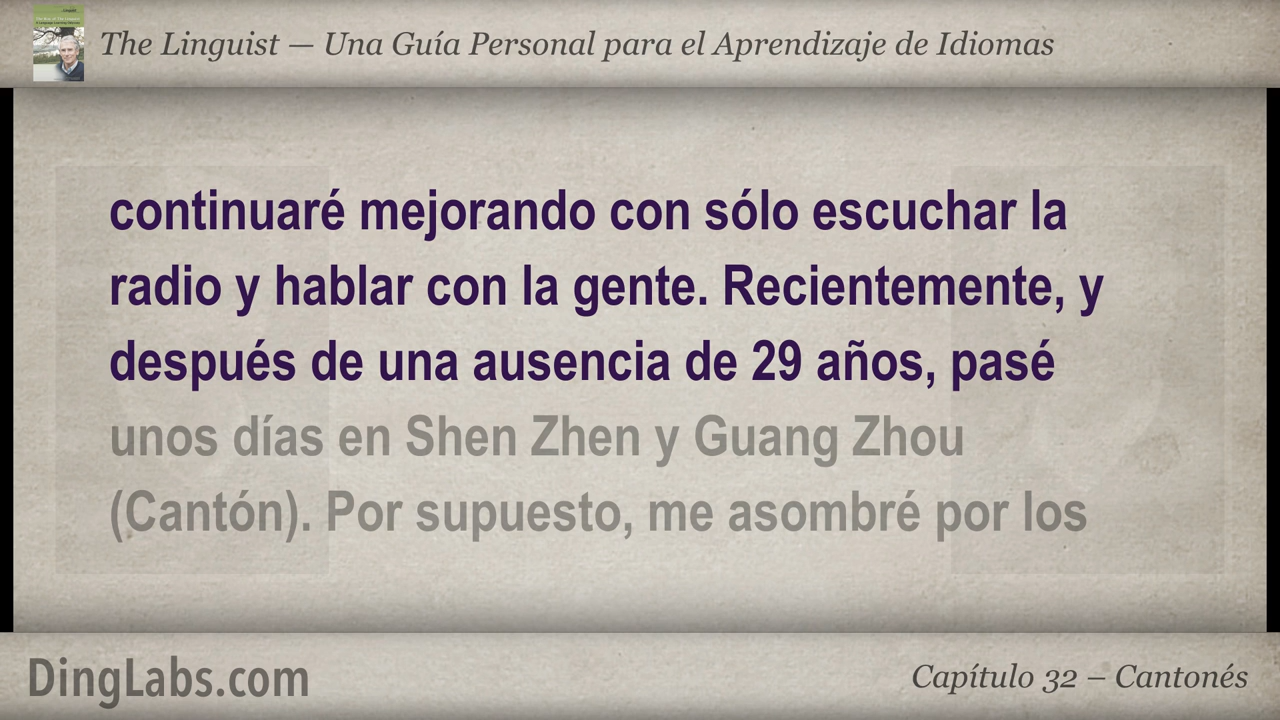 The Linguist — Una Guía Personal para el Aprendizaje de Idiomas
continuaré mejorando con sólo escuchar la
radio y hablar con la gente. Recientemente, y
después de una ausencia de 29 años, pasé
unos días en Shen Zhen y Guang Zhou
(Cantón). Por supuesto, me asombré por los
DingLabs.com
Capítulo 32 – Cantonés